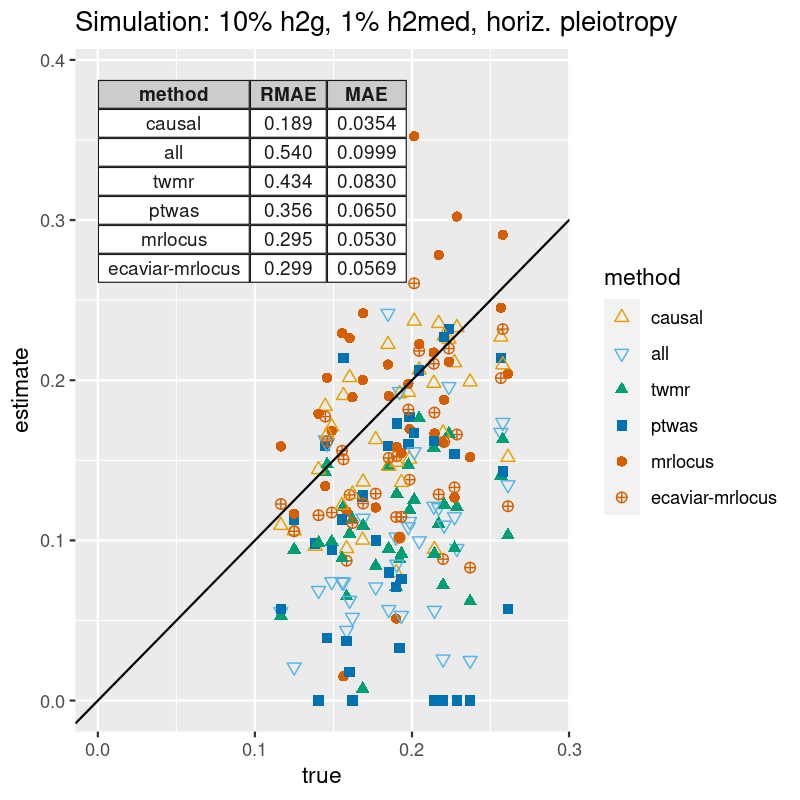 Simulation: 10% h2g, 1% h2med, horiz. pleiotropy
0.4
0.3
0.2
0.1
0.0
estimate
method RMAE MAE
causal 0.189 0.0354
all 0.540 0.0999
twmr 0.434 0.0830
ptwas 0.356 0.0650
mrlocus 0.295 0.0530
ecaviar-mrlocus 0.299 0.0569
0.0 0.1 0.2 0.3
true
method
causal
all
twmr
ptwas
mrlocus
ecaviar-mrlocus